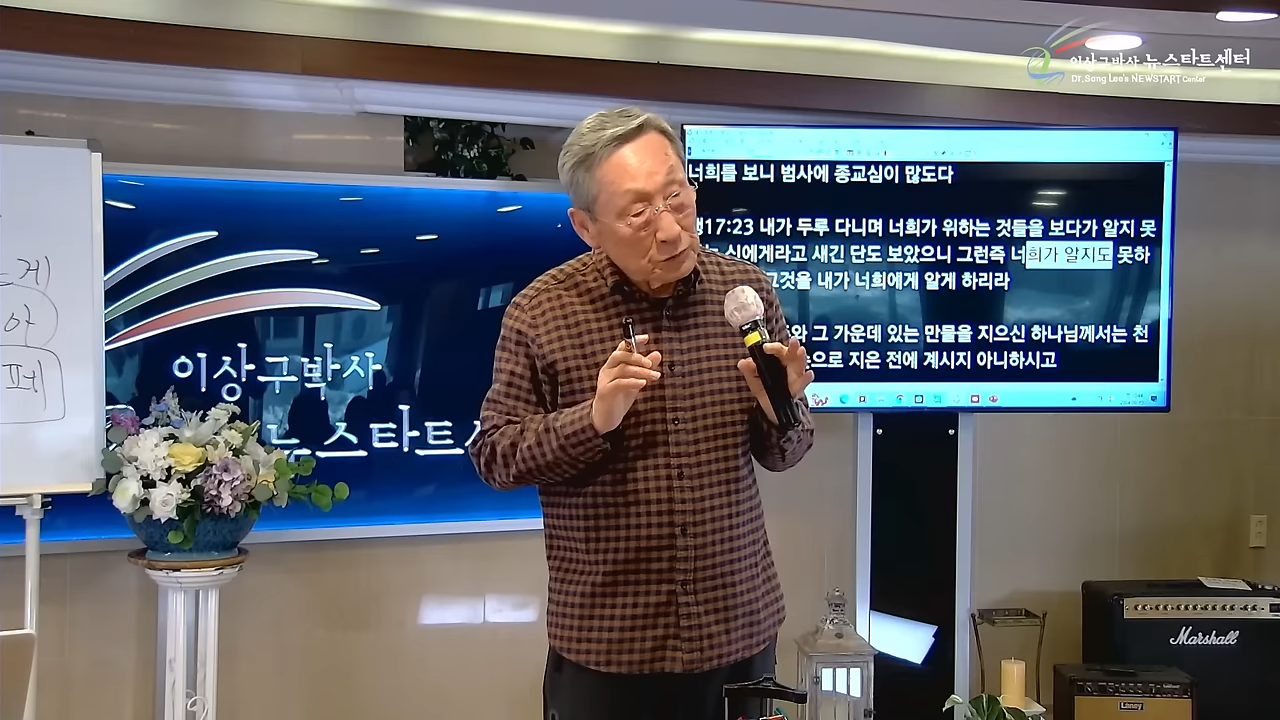 이상구박사 뉴스타트센터
Dr.Sang Lee's NEWSTART Center
너희를 보니 범사에 종교심이 많도다
17:23 내가 두루 다니며 너희가 위하는 것들을 보다가 알지 못
신에게라고 새긴 단도 보았으니 그런즉 너희가 알지도 못하
그것을 내가 너희에게 알게 하리라
그 가운데 있는 만물을 지으신 하나님께서는 천
지은 전에 계시지 아니하시고
게
아
폐
이상구박사
뉴스타트
Marshall
Laney